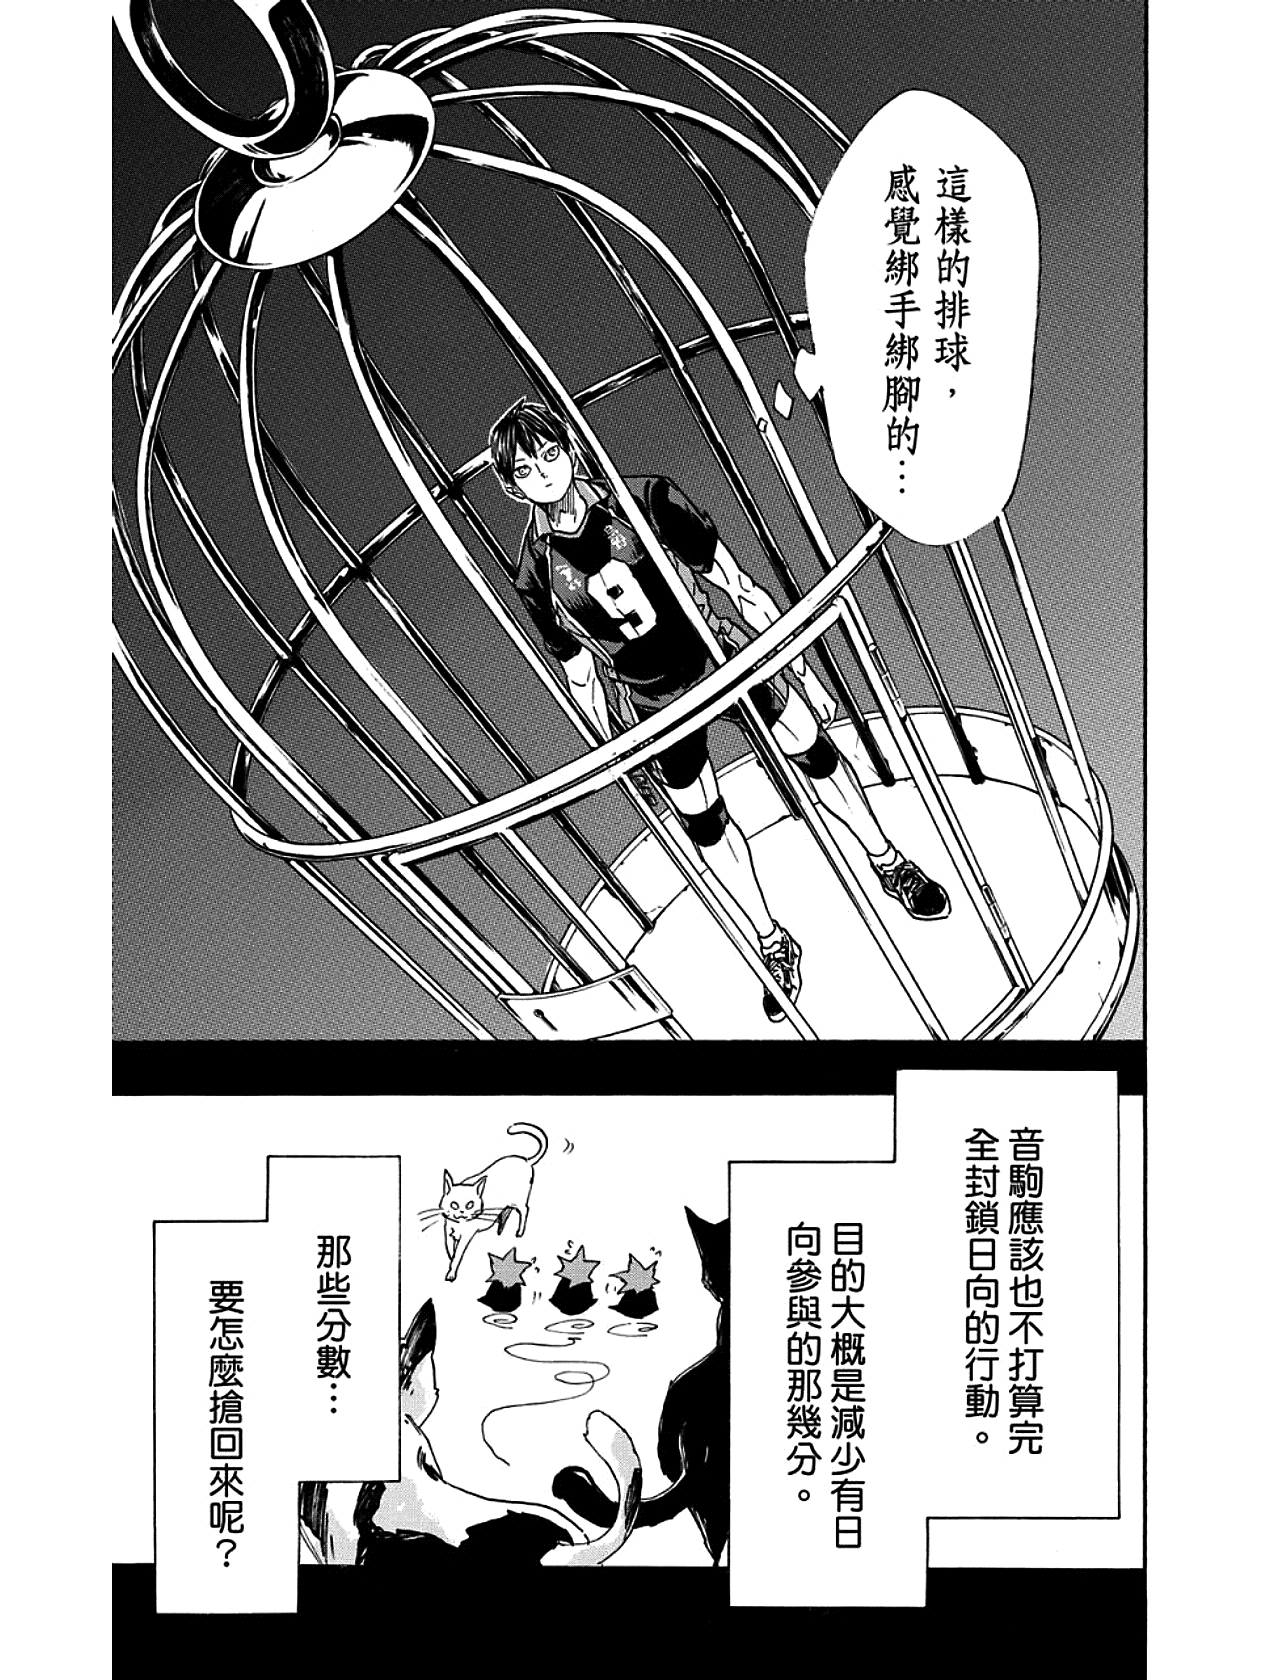 這樣的排球，
感覺綁手綁腳的…
9
音駒應該也不打算完
全封鎖日向的行動。
目的大概是減少有日
向參與的那幾分。
那些分數…
要怎麼搶回來呢？